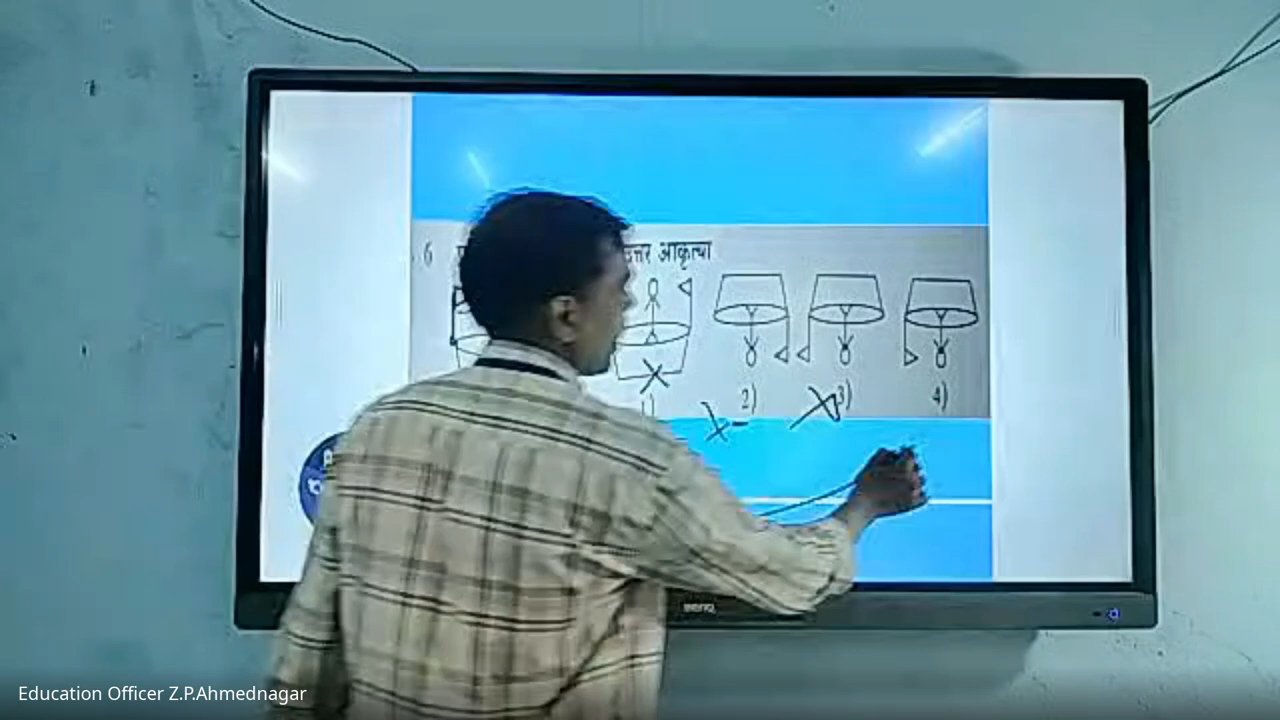 6 उत्तर आकृत्या
1) 2) 3) 4)
BenQ
Education Officer Z.P.Ahmednagar